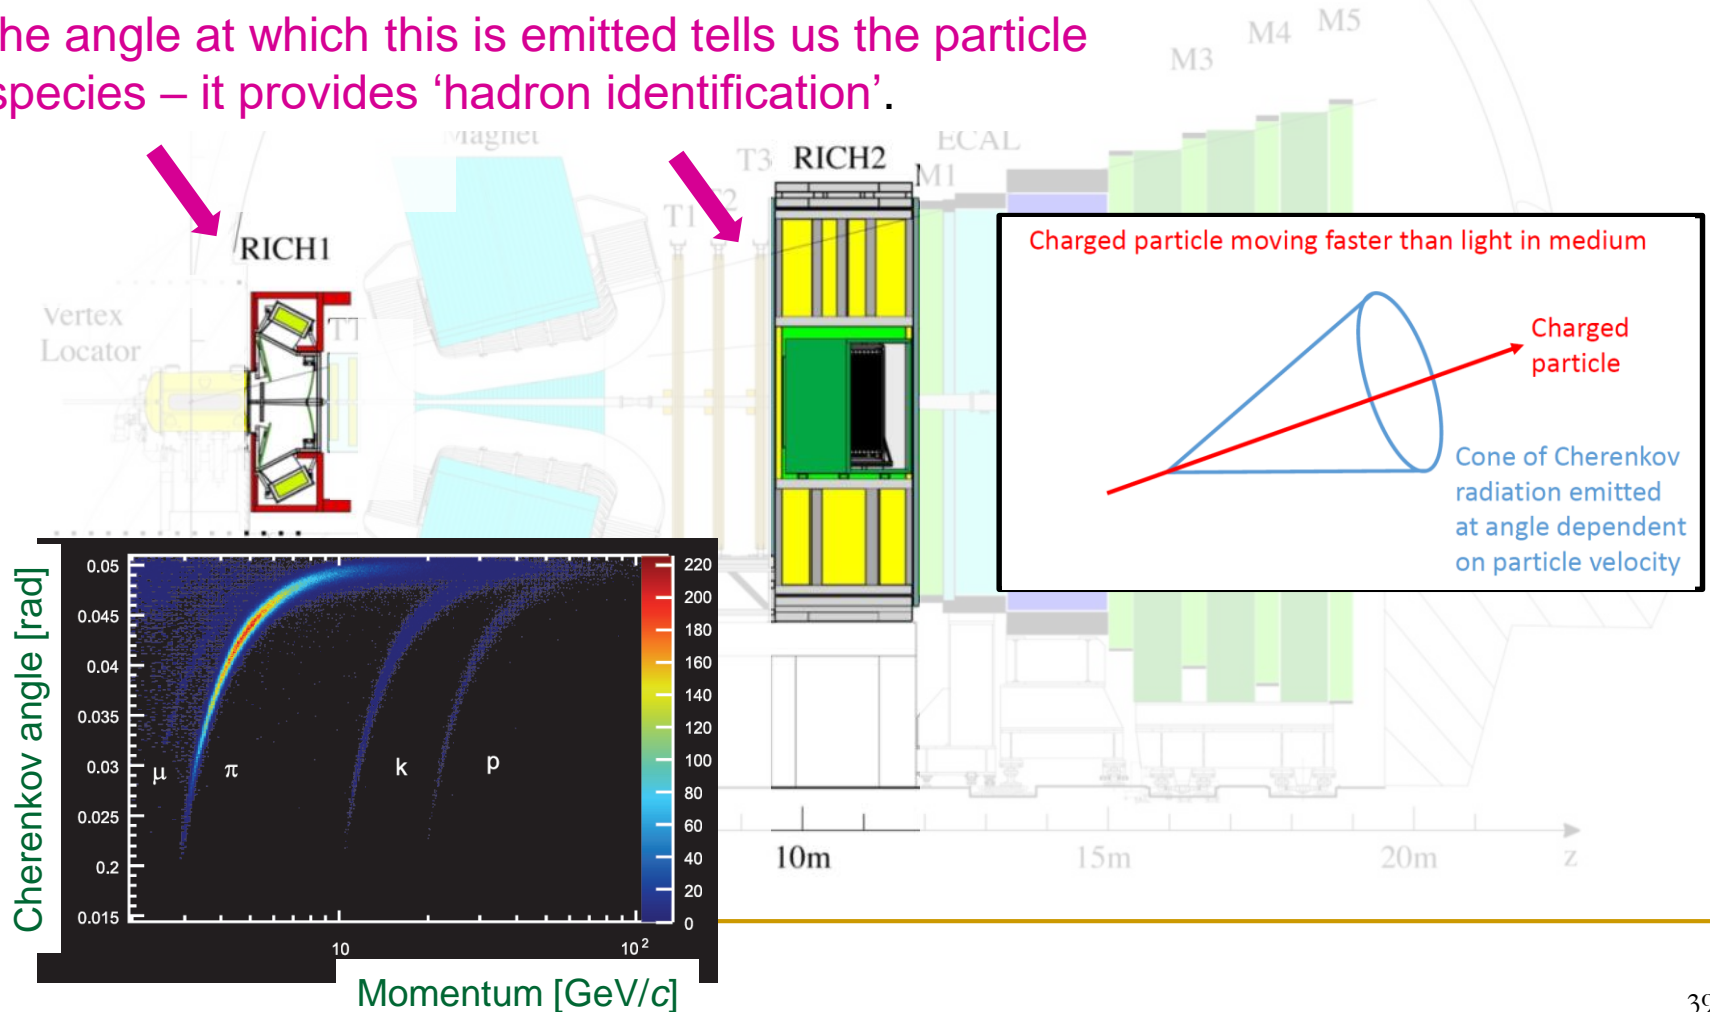 he angle at which this is emitted tells us the particle
species – it provides ‘hadron identification’.
M3
M4
M5
Magnet
ECAL
T3
RICH2
M1
T1
RICH1
Vertex
Locator
Charged particle moving faster than light in medium
Charged
particle
Cone of Cherenkov
radiation emitted
at angle dependent
on particle velocity
Cherenkov angle [rad]
0.05
0.045
0.04
0.035
0.03
0.025
0.2
0.015
μ
π
k
p
220
200
180
160
140
120
100
80
60
40
20
0
10
10²
Momentum [GeV/c]
10m
15m
20m
z
39